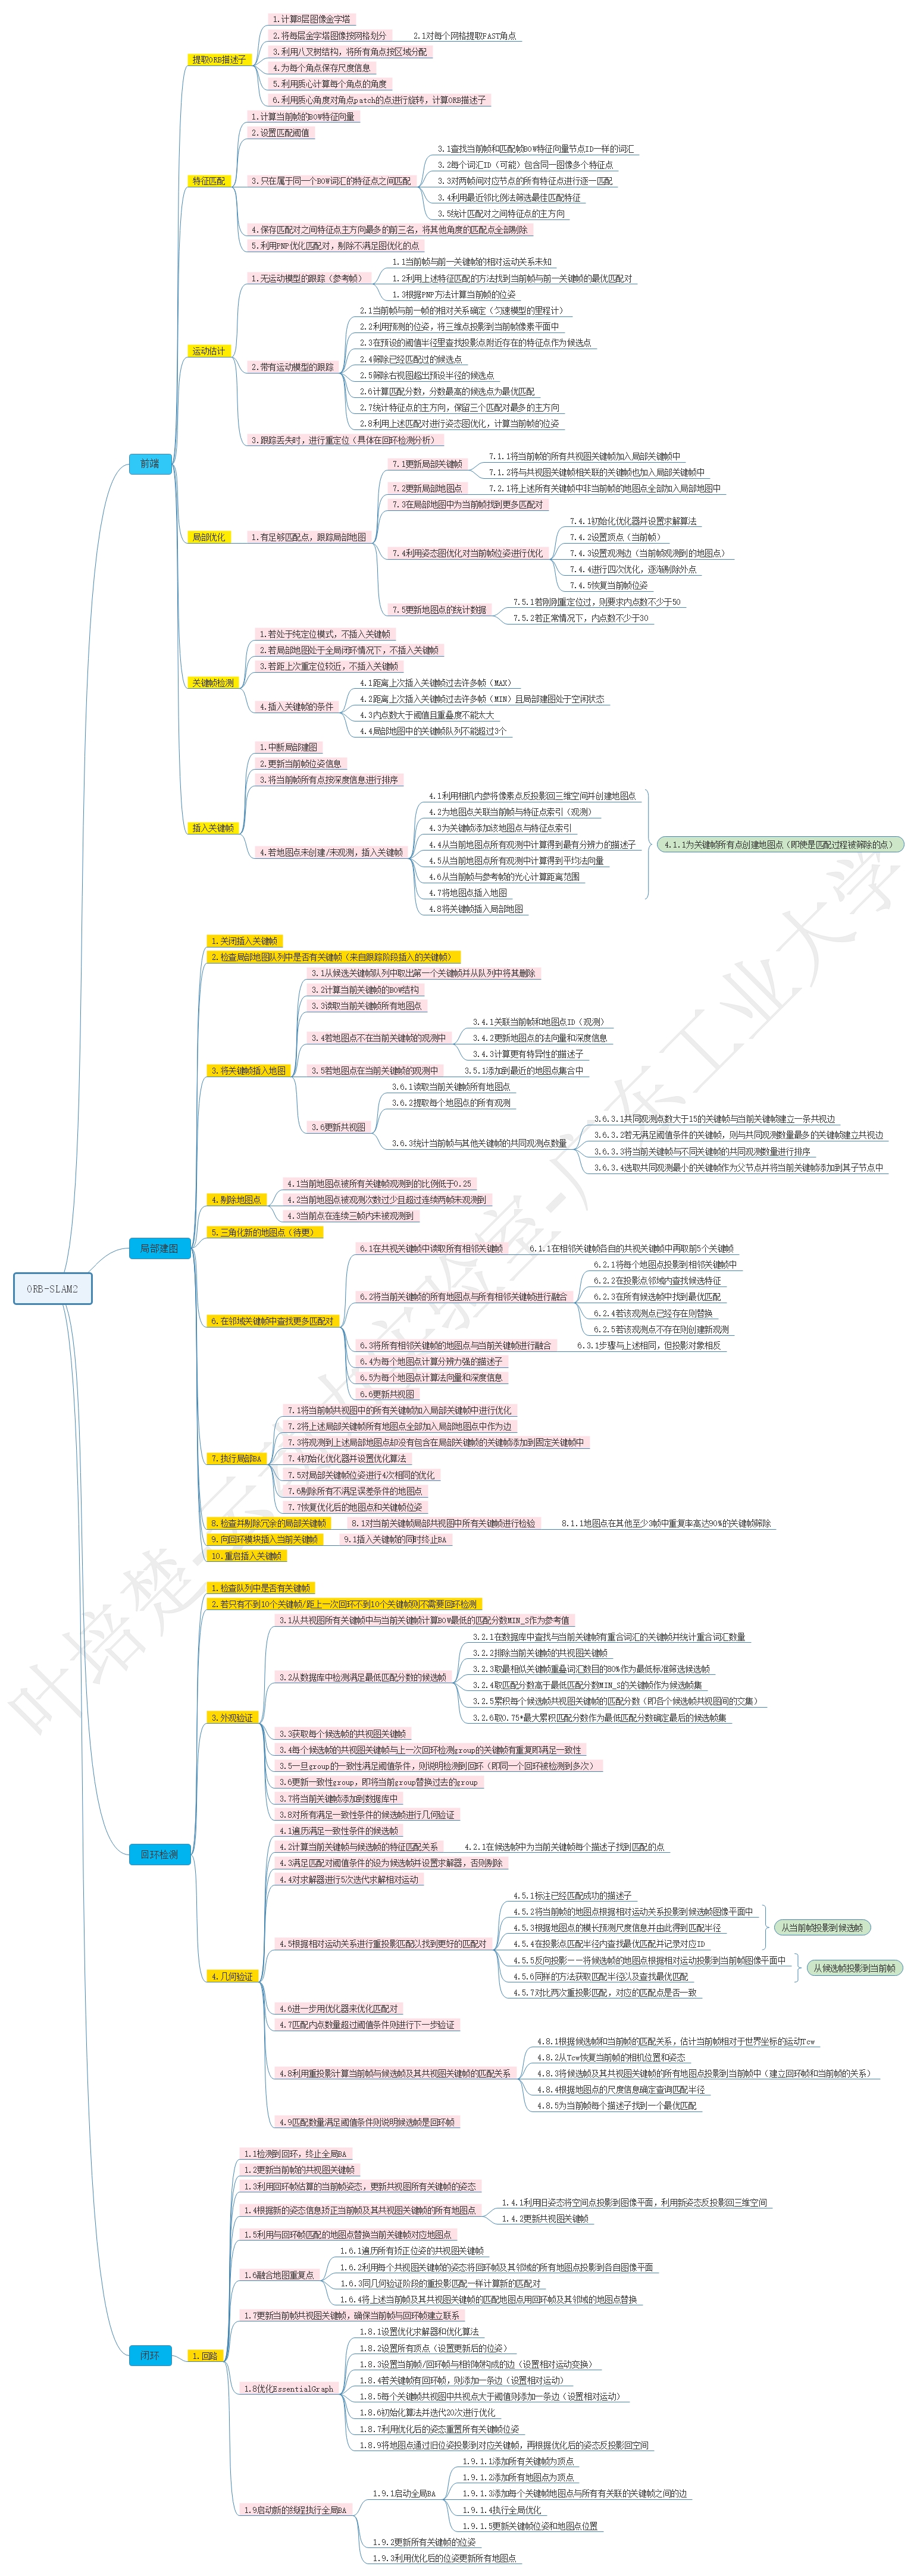 ORB-SLAM2
前端
提取ORB描述子
1.计算8层图像金字塔
2.将每层金字塔图像按网格划分
2.1对每个网格提取FAST角点
3.利用八叉树结构，将所有角点按区域分配
4.为每个角点保存尺度信息
5.利用质心计算每个角点的角度
6.利用质心角度对角点patch的点进行旋转，计算ORB描述子
特征匹配
1.计算当前帧的BOW特征向量
2.设置匹配阈值
3.只在属于同一个BOW词汇的特征点之间匹配
3.1查找当前帧和匹配帧BOW特征向量节点ID一样的词汇
3.2每个词汇ID（可能）包含同一图像多个特征点
3.3对两帧间对应节点的所有特征点进行逐一匹配
3.4利用最近邻比例法筛选最佳匹配特征
3.5统计匹配对之间特征点的主方向
4.保存匹配对之间特征点主方向最多的前三名，将其他角度的匹配点全部剔除
5.利用PNP优化匹配对，剔除不满足图优化的点
运动估计
1.无运动模型的跟踪（参考帧）
1.1当前帧与前一关键帧的相对运动关系未知
1.2利用上述特征匹配的方法找到当前帧与前一关键帧的最优匹配对
1.3根据PNP方法计算当前帧的位姿
2.带有运动模型的跟踪
2.1当前帧与前一帧的相对关系确定（匀速模型的里程计）
2.2利用预测的位姿，将三维点投影到当前帧像素平面中
2.3在预设的阈值半径里查找投影点附近存在的特征点作为候选点
2.4筛除已经匹配过的候选点
2.5筛除右视图超出预设半径的候选点
2.6计算匹配分数，分数最高的候选点为最优匹配
2.7统计特征点的主方向，保留三个匹配对最多的主方向
2.8利用上述匹配对进行姿态图优化，计算当前帧的位姿
3.跟踪丢失时，进行重定位（具体在回环检测分析）
局部优化
1.有足够匹配点，跟踪局部地图
7.1更新局部关键帧
7.1.1将当前帧的所有共视图关键帧加入局部关键帧中
7.1.2将与共视图关键帧相关联的关键帧也加入局部关键帧中
7.2更新局部地图点
7.2.1将上述所有关键帧中非当前帧的地图点全部加入局部地图中
7.3在局部地图中为当前帧找到更多匹配对
7.4利用姿态图优化对当前帧位姿进行优化
7.4.1初始化优化器并设置求解算法
7.4.2设置顶点（当前帧）
7.4.3设置观测边（当前帧观测到的地图点）
7.4.4进行四次优化，逐渐剔除外点
7.4.5恢复当前帧位姿
7.5更新地图点的统计数据
7.5.1若刚刚重定位过，则要求内点数不少于50
7.5.2若正常情况下，内点数不少于30
关键帧检测
1.若处于纯定位模式，不插入关键帧
2.若局部地图处于全局闭环情况下，不插入关键帧
3.若距上次重定位较近，不插入关键帧
4.插入关键帧的条件
4.1距离上次插入关键帧过去许多帧（MAX）
4.2距离上次插入关键帧过去许多帧（MIN）且局部建图处于空闲状态
4.3内点数大于阈值且重叠度不能太大
4.4局部地图中的关键帧队列不能超过3个
插入关键帧
1.中断局部建图
2.更新当前帧位姿信息
3.将当前帧所有点按深度信息进行排序
4.若地图点未创建/未观测，插入关键帧
4.1利用相机内参将像素点反投影回三维空间并创建地图点
4.2为地图点关联当前帧与特征点索引（观测）
4.3为关键帧添加该地图点与特征点索引
4.4从当前地图点所有观测中计算得到最有分辨力的描述子
4.5从当前地图点所有观测中计算得到平均法向量
4.6从当前帧与参考帧的光心计算距离范围
4.7将地图点插入地图
4.8将关键帧插入局部地图
4.1.1为关键帧所有点创建地图点（即使是匹配过程被筛除的点）
局部建图
1.关闭插入关键帧
2.检查局部地图队列中是否有关键帧（来自跟踪阶段插入的关键帧）
3.将关键帧插入地图
3.1从候选关键帧队列中取出第一个关键帧并从队列中将其删除
3.2计算当前关键帧的BOW结构
3.3读取当前关键帧所有地图点
3.4若地图点不在当前关键帧的观测中
3.4.1关联当前帧和地图点ID（观测）
3.4.2更新地图点的法向量和深度信息
3.4.3计算更有特异性的描述子
3.5若地图点在当前关键帧的观测中
3.5.1添加到最近的地图点集合中
3.6更新共视图
3.6.1读取当前关键帧所有地图点
3.6.2提取每个地图点的所有观测
3.6.3统计当前帧与其他关键帧的共同观测点数量
3.6.3.1共同观测点数大于15的关键帧与当前关键帧建立一条共视边
3.6.3.2若无满足阈值条件的关键帧，则与共同观测数量最多的关键帧建立共视边
3.6.3.3将当前关键帧与不同关键帧的共同观测数量进行排序
3.6.3.4选取共同观测最小的关键帧作为父节点并将当前关键帧添加到其子节点中
4.剔除地图点
4.1当前地图点被所有关键帧观测到的比例低于0.25
4.2当前地图点被观测次数过少且超过连续两帧未观测到
4.3当前点在连续三帧内未被观测到
5.三角化新的地图点（待更）
6.在邻域关键帧中查找更多匹配对
6.1在共视关键帧中读取所有相邻关键帧
6.1.1在相邻关键帧各自的共视关键帧中再取前5个关键帧
6.2将当前关键帧的所有地图点与所有相邻关键帧进行融合
6.2.1将每个地图点投影到相邻关键帧中
6.2.2在投影点邻域内查找候选特征
6.2.3在所有候选帧中找到最优匹配
6.2.4若该观测点已经存在则替换
6.2.5若该观测点不存在则创建新观测
6.3将所有相邻关键帧的地图点与当前关键帧进行融合
6.3.1步骤与上述相同，但投影对象相反
6.4为每个地图点计算分辨力强的描述子
6.5为每个地图点计算法向量和深度信息
6.6更新共视图
7.执行局部BA
7.1将当前帧共视图中的所有关键帧加入局部关键帧中进行优化
7.2将上述局部关键帧所有地图点全部加入局部地图点中作为边
7.3将观测到上述局部地图点却没有包含在局部关键帧的关键帧添加到固定关键帧中
7.4初始化优化器并设置优化算法
7.5对局部关键帧位姿进行4次相同的优化
7.6剔除所有不满足误差条件的地图点
7.7恢复优化后的地图点和关键帧位姿
8.检查并剔除冗余的局部关键帧
8.1对当前关键帧局部共视图中所有关键帧进行检验
8.1.1地图点在其他至少3帧中重复率高达90%的关键帧筛除
9.向回环模块插入当前关键帧
9.1插入关键帧的同时终止BA
10.重启插入关键帧
回环检测
1.检查队列中是否有关键帧
2.若只有不到10个关键帧/距上一次回环不到10个关键帧则不需要回环检测
3.外观验证
3.1从共视图所有关键帧中与当前关键帧计算BOW最低的匹配分数MIN_S作为参考值
3.2从数据库中检测满足最低匹配分数的候选帧
3.2.1在数据库中查找与当前关键帧有重合词汇的关键帧并统计重合词汇数量
3.2.2排除当前关键帧的共视图关键帧
3.2.3取最相似关键帧重叠词汇数目的80%作为最低标准筛选候选帧
3.2.4取匹配分数高于最低匹配分数MIN_S的关键帧作为候选帧集
3.2.5累积每个候选帧共视图关键帧的匹配分数（即各个候选帧共视图间的交集）
3.2.6取0.75*最大累积匹配分数作为最低匹配分数确定最后的候选帧集
3.3获取每个候选帧的共视图关键帧
3.4每个候选帧的共视图关键帧与上一次回环检测group的关键帧有重复即满足一致性
3.5一旦group的一致性满足阈值条件，则说明检测到回环（即同一个回环被检测到多次）
3.6更新一致性group，即将当前group替换过去的group
3.7将当前关键帧添加到数据库中
3.8对所有满足一致性条件的候选帧进行几何验证
4.几何验证
4.1遍历满足一致性条件的候选帧
4.2计算当前关键帧与候选帧的特征匹配关系
4.2.1在候选帧中为当前关键帧每个描述子找到匹配的点
4.3满足匹配对阈值条件的设为候选帧并设置求解器，否则剔除
4.4对求解器进行5次迭代求解相对运动
4.5根据相对运动关系进行重投影匹配以找到更好的匹配对
4.5.1标注已经匹配成功的描述子
4.5.2将当前帧的地图点根据相对运动关系投影到候选帧图像平面中
4.5.3根据地图点的模长预测尺度信息并由此得到匹配半径
4.5.4在投影点匹配半径内查找最优匹配并记录对应ID
从当前帧投影到候选帧
4.5.5反向投影——将候选帧的地图点根据相对运动投影到当前帧图像平面中
4.5.6同样的方法获取匹配半径以及查找最优匹配
从候选帧投影到当前帧
4.5.7对比两次重投影匹配，对应的匹配点是否一致
4.6进一步用优化器来优化匹配对
4.7匹配内点数量超过阈值条件则进行下一步验证
4.8利用重投影计算当前帧与候选帧及其共视图关键帧的匹配关系
4.8.1根据候选帧和当前帧的匹配关系，估计当前帧相对于世界坐标的运动Tcw
4.8.2从Tcw恢复当前帧的相机位置和姿态
4.8.3将候选帧及其共视图关键帧的所有地图点投影到当前帧中（建立回环帧和当前帧的关系）
4.8.4根据地图点的尺度信息确定查询匹配半径
4.8.5为当前帧每个描述子找到一个最优匹配
4.9匹配数量满足阈值条件则说明候选帧是回环帧
闭环
1.回路
1.1检测到回环，终止全局BA
1.2更新当前帧的共视图关键帧
1.3利用回环帧估算的当前帧姿态，更新共视图所有关键帧的姿态
1.4根据新的姿态信息矫正当前帧及其共视图关键帧的所有地图点
1.4.1利用旧姿态将空间点投影到图像平面，利用新姿态反投影回三维空间
1.4.2更新共视图关键帧
1.5利用与回环帧匹配的地图点替换当前关键帧对应地图点
1.6融合地图重复点
1.6.1遍历所有矫正位姿的共视图关键帧
1.6.2利用每个共视图关键帧的姿态将回环帧及其邻域的所有地图点投影到各自图像平面
1.6.3同几何验证阶段的重投影匹配一样计算新的匹配对
1.6.4将上述当前帧及其共视图关键帧的匹配地图点用回环帧及其邻域的地图点替换
1.7更新当前帧共视图关键帧，确保当前帧与回环帧建立联系
1.8优化EssentialGraph
1.8.1设置优化求解器和优化算法
1.8.2设置所有顶点（设置更新后的位姿）
1.8.3设置当前帧/回环帧与相邻帧构成的边（设置相对运动变换）
1.8.4若关键帧有回环帧，则添加一条边（设置相对运动）
1.8.5每个关键帧共视图中共视点大于阈值则添加一条边（设置相对运动）
1.8.6初始化算法并迭代20次进行优化
1.8.7利用优化后的姿态重置所有关键帧位姿
1.8.9将地图点通过旧位姿投影到对应关键帧，再根据优化后的姿态反投影回空间
1.9启动新的线程执行全局BA
1.9.1启动全局BA
1.9.1.1添加所有关键帧为顶点
1.9.1.2添加所有地图点为顶点
1.9.1.3添加每个关键帧地图点与所有有关联的关键帧之间的边
1.9.1.4执行全局优化
1.9.1.5更新关键帧位姿和地图点位置
1.9.2更新所有关键帧的位姿
1.9.3利用优化后的位姿更新所有地图点